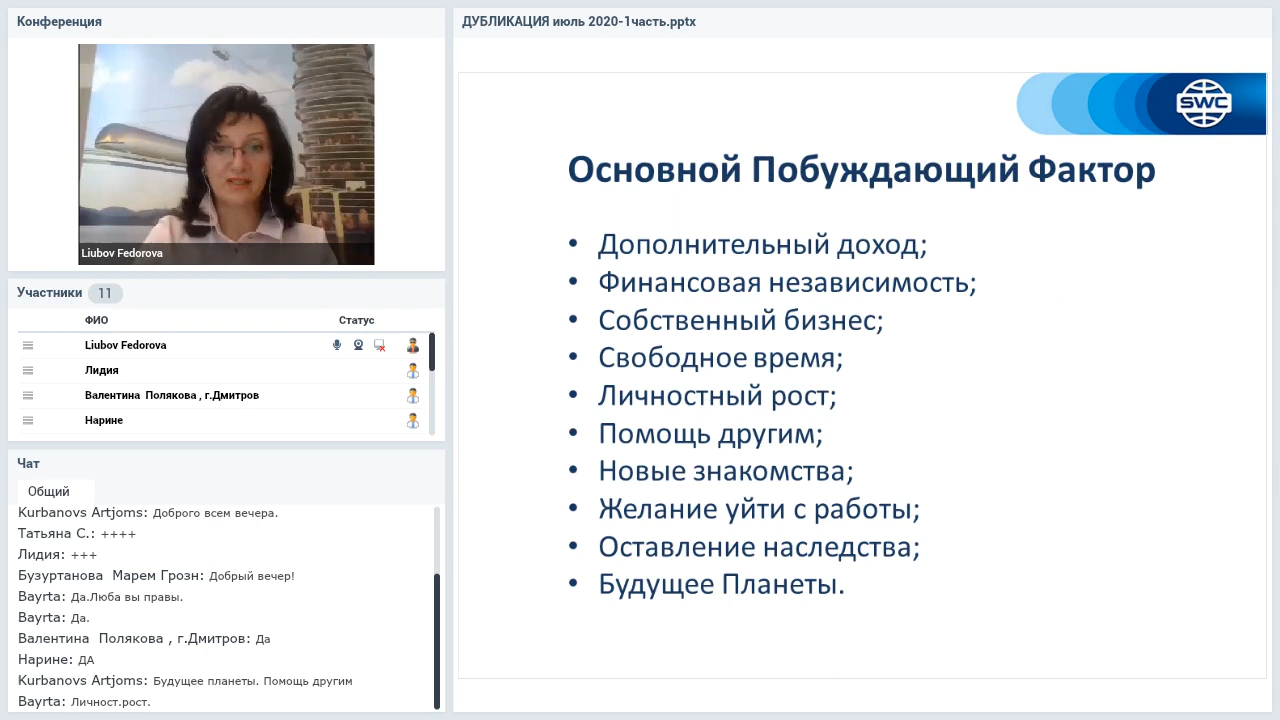 Конференция
Liubov Fedorova
Участники 11
ФИО Статус
Liubov Fedorova
Лидия
Валентина Полякова , г.Дмитров
Нарине
Чат
Общий
Kurbanovs Artjoms: Доброго всем вечера.
Татьяна С.: ++++
Лидия: +++
Бузуртанова Марем Грозн: Добрый вечер!
Bayrta: Да.Люба вы правы.
Bayrta: Да.
Валентина Полякова , г.Дмитров: Да
Нарине: ДА
Kurbanovs Artjoms: Будущее планеты. Помощь другим
Bayrta: Личност.рост.
ДУБЛИКАЦИЯ июль 2020-1часть.pptx
SWC
Основной Побуждающий Фактор
• Дополнительный доход;
• Финансовая независимость;
• Собственный бизнес;
• Свободное время;
• Личностный рост;
• Помощь другим;
• Новые знакомства;
• Желание уйти с работы;
• Оставление наследства;
• Будущее Планеты.